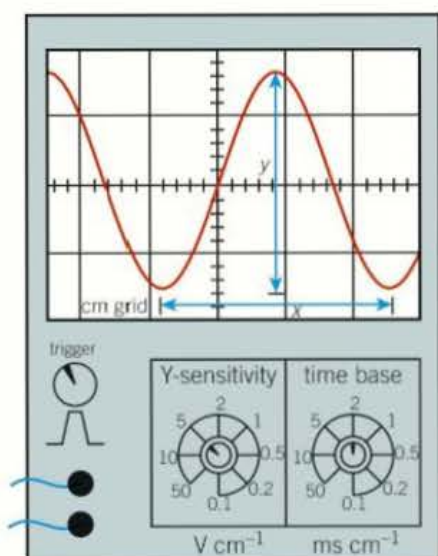 y
cm grid
x
trigger
Y-sensitivity time base
2 2
5 1 5 1
10 0.5 10 0.5
50 0.2 50 0.2
0.1 0.1
V cm⁻¹ ms cm⁻¹